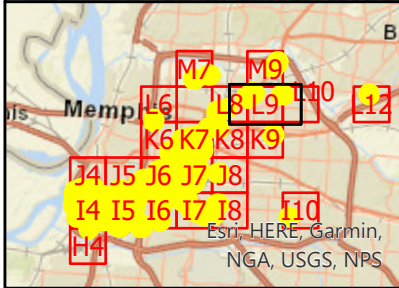 B
M7 M9
L6 L8 L9 L10 L12
Memphis
K6 K7 K8 K9
J4 J5 J6 J7 J8
I4 I5 I6 I7 I8 I10
H4
Esri, HERE, Garmin,
NGA, USGS, NPS